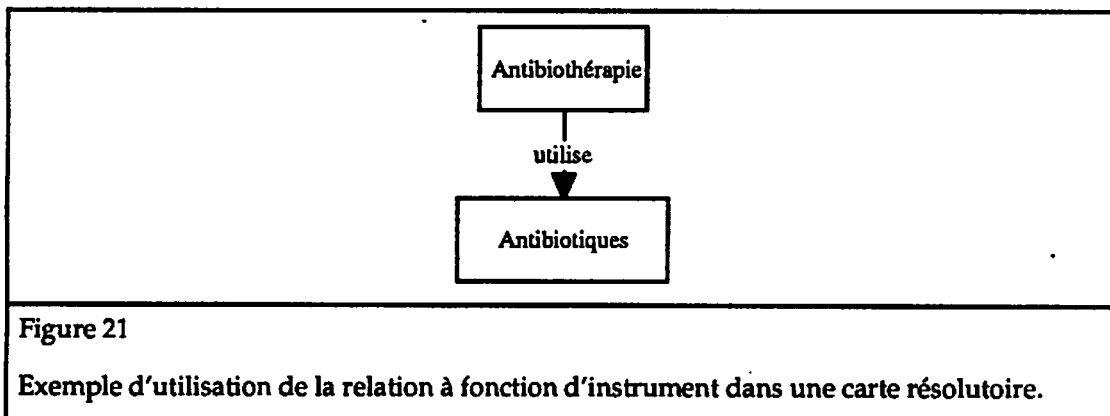 Antibiothérapie
utilise
Antibiotiques
Figure 21
Exemple d'utilisation de la relation à fonction d'instrument dans une carte résolutoire.